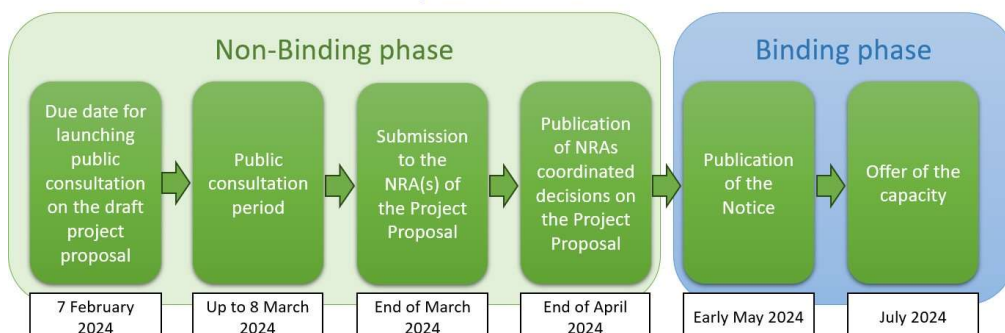 Non-Binding phase
Binding phase
Due date for
launching
public
consultation
on the draft
project
proposal
Public
consultation
period
Submission
to the
NRA(s) of
the Project
Proposal
Publication
of NRAs
coordinated
decisions on
the Project
Proposal
Publication
of the
Notice
Offer of the
capacity
7 February
2024
Up to 8 March
2024
End of March
2024
End of April
2024
Early May 2024
July 2024